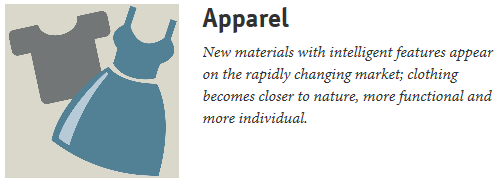 Apparel
New materials with intelligent features appear
on the rapidly changing market; clothing
becomes closer to nature, more functional and
more individual.